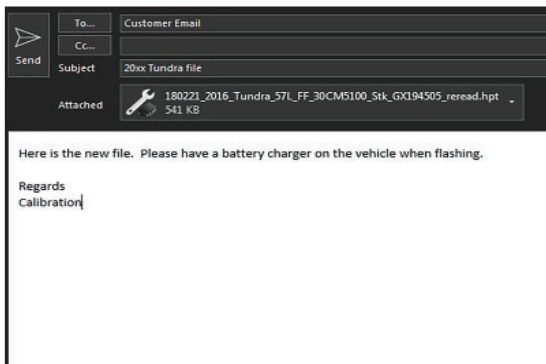 To...
Customer Email
Cc...
Send
Subject
20xx Tundra file
Attached
180221_2016_Tundra_57L_FF_30CM5100_Stk_GX194505_reread.hpt
541 KB
Here is the new file.  Please have a battery charger on the vehicle when flashing.
Regards
Calibration